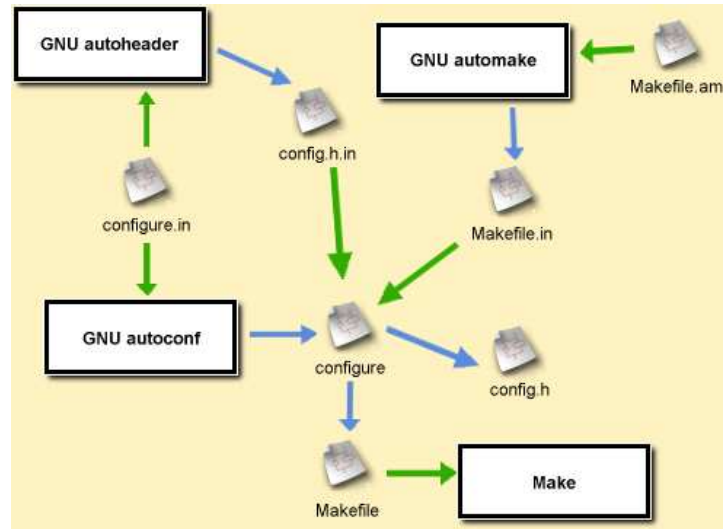 GNU autoheader
GNU automake
Makefile.am
config.h.in
configure.in
Makefile.in
GNU autoconf
configure
config.h
Makefile
Make